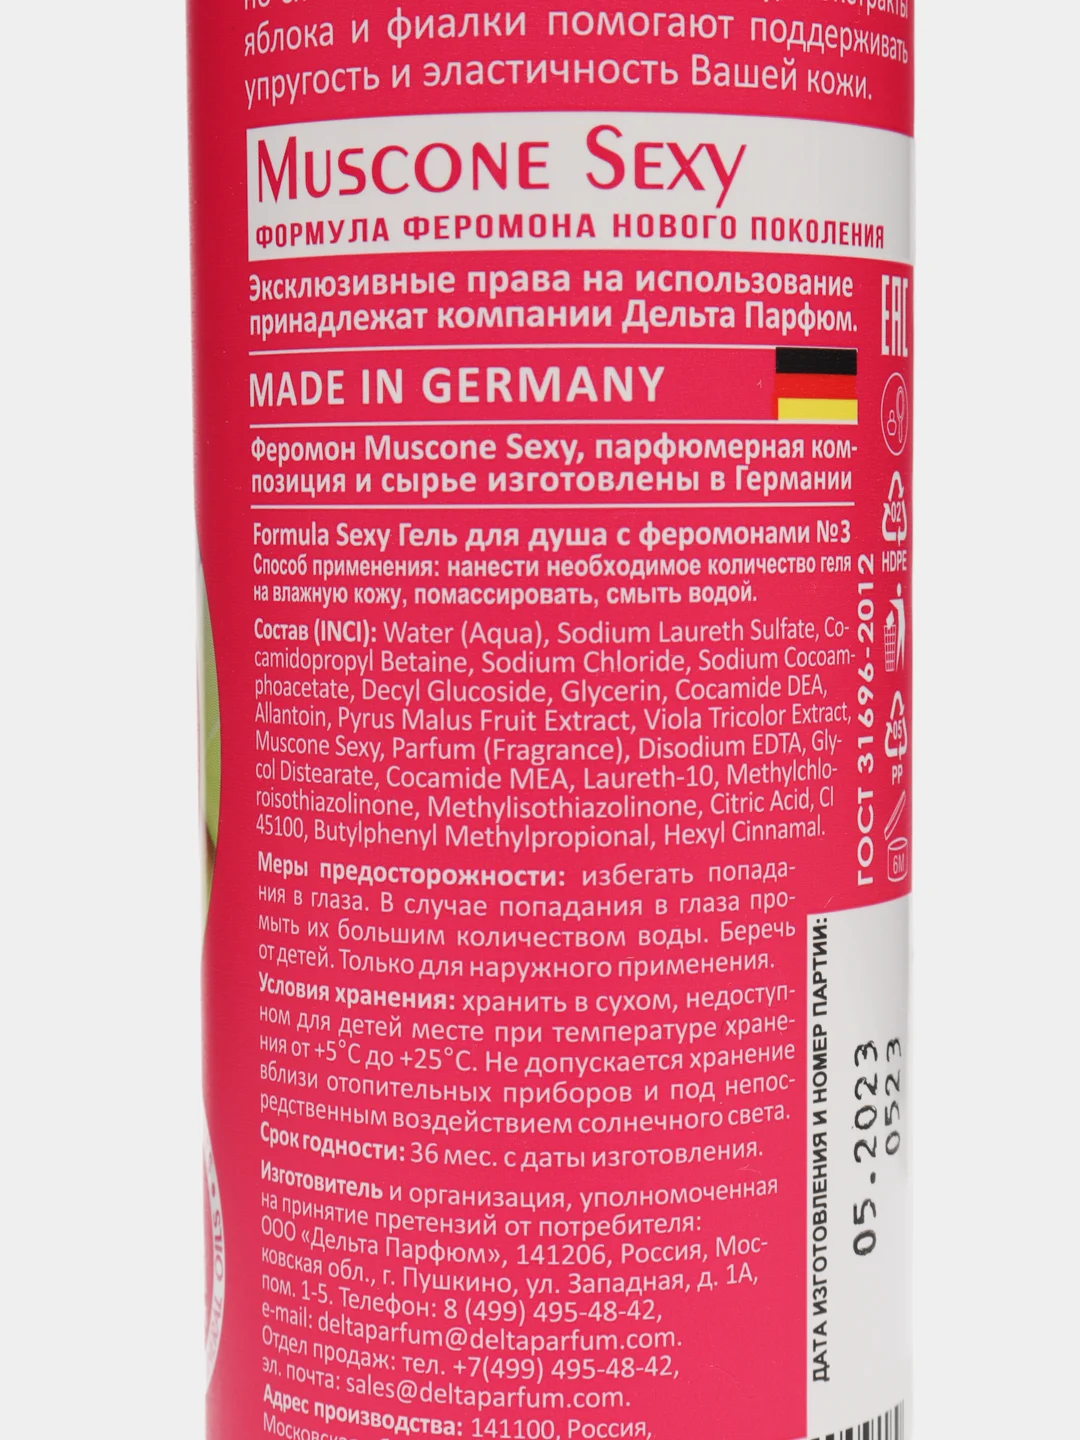 яблока и фиалки помогают поддерживать
упругость и эластичность Вашей кожи.
MUSCONE SEXY
ФОРМУЛА ФЕРОМОНА НОВОГО ПОКОЛЕНИЯ
Эксклюзивные права на использование
принадлежат компании Дельта Парфюм.
EAC
MADE IN GERMANY
Феромон Muscone Sexy, парфюмерная ком-
позиция и сырье изготовлены в Германии
Formula Sexy Гель для душа с феромонами №3
Способ применения: нанести необходимое количество геля
на влажную кожу, помассировать, смыть водой.
Состав (INCI): Water (Aqua), Sodium Laureth Sulfate, Co-
camidopropyl Betaine, Sodium Chloride, Sodium Cocoam-
phoacetate, Decyl Glucoside, Glycerin, Cocamide DEA,
Allantoin, Pyrus Malus Fruit Extract, Viola Tricolor Extract,
Muscone Sexy, Parfum (Fragrance), Disodium EDTA, Gly-
col Distearate, Cocamide MEA, Laureth-10, Methylchlo-
roisothiazolinone, Methylisothiazolinone, Citric Acid, CI
45100, Butylphenyl Methylpropional, Hexyl Cinnamal.
02
HDPE
05
PP
6M
ГОСТ 31696-2012
Меры предосторожности: избегать попада-
ния в глаза. В случае попадания в глаза про-
мыть их большим количеством воды. Беречь
от детей. Только для наружного применения.
Условия хранения: хранить в сухом, недоступ-
ном для детей месте при температуре хране-
ния от +5°C до +25°C. Не допускается хранение
вблизи отопительных приборов и под непос-
редственным воздействием солнечного света.
Срок годности: 36 мес. с даты изготовления.
Изготовитель и организация, уполномоченная
на принятие претензий от потребителя:
ООО «Дельта Парфюм», 141206, Россия, Мос-
ковская обл., г. Пушкино, ул. Западная, д. 1А,
пом. 1-5. Телефон: 8 (499) 495-48-42,
e-mail: deltaparfum@deltaparfum.com.
Отдел продаж: тел. +7(499) 495-48-42,
эл. почта: sales@deltaparfum.com.
Адрес производства: 141100, Россия,
Московская
ДАТА ИЗГОТОВЛЕНИЯ И НОМЕР ПАРТИИ:
05.2023
0523
OILS